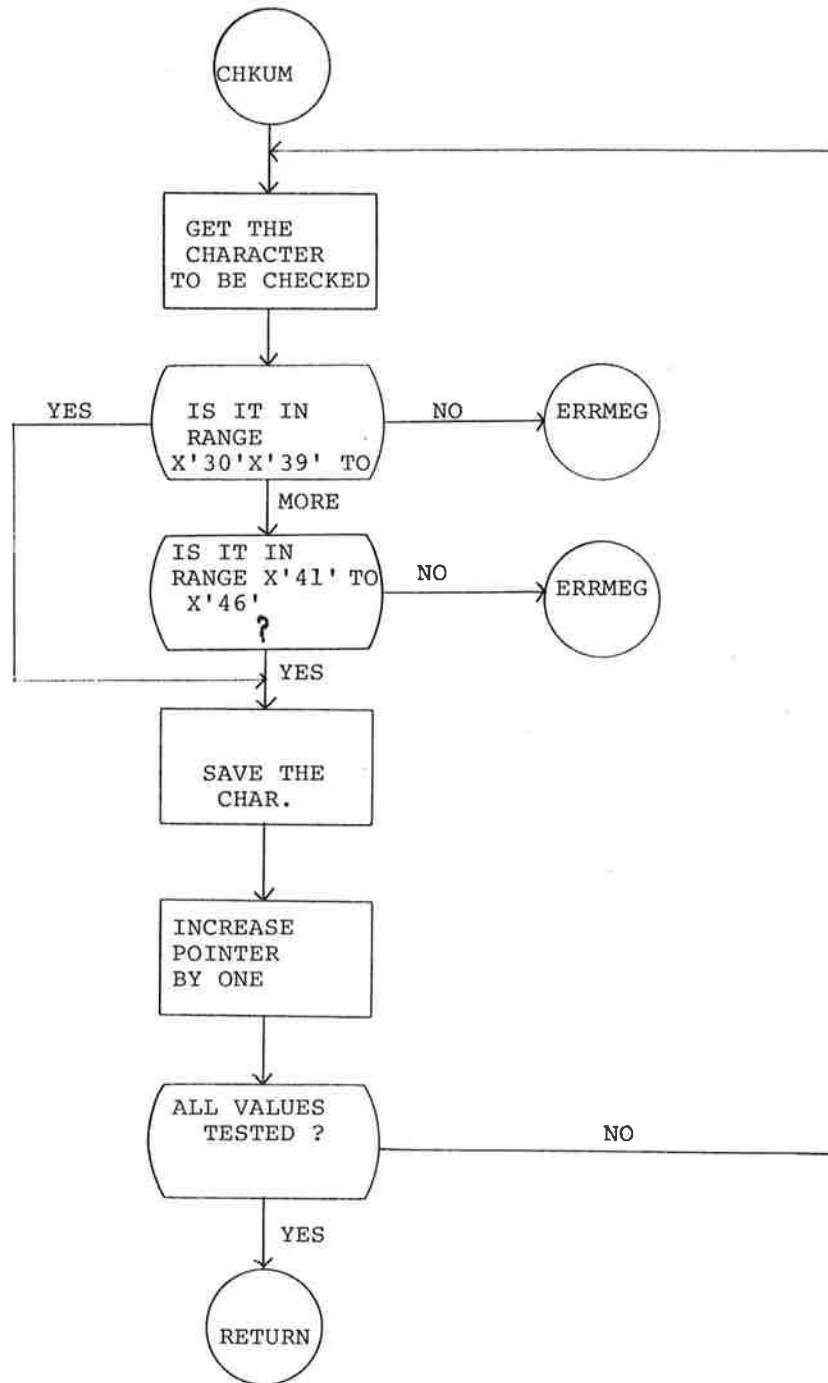 CHKUM
GET THE
CHARACTER
TO BE CHECKED
YES
IS IT IN
RANGE
X'30'X'39' TO
NO
ERRMEG
MORE
IS IT IN
RANGE X'41' TO
X'46'
?
NO
ERRMEG
YES
SAVE THE
CHAR.
INCREASE
POINTER
BY ONE
ALL VALUES
TESTED ?
NO
YES
RETURN